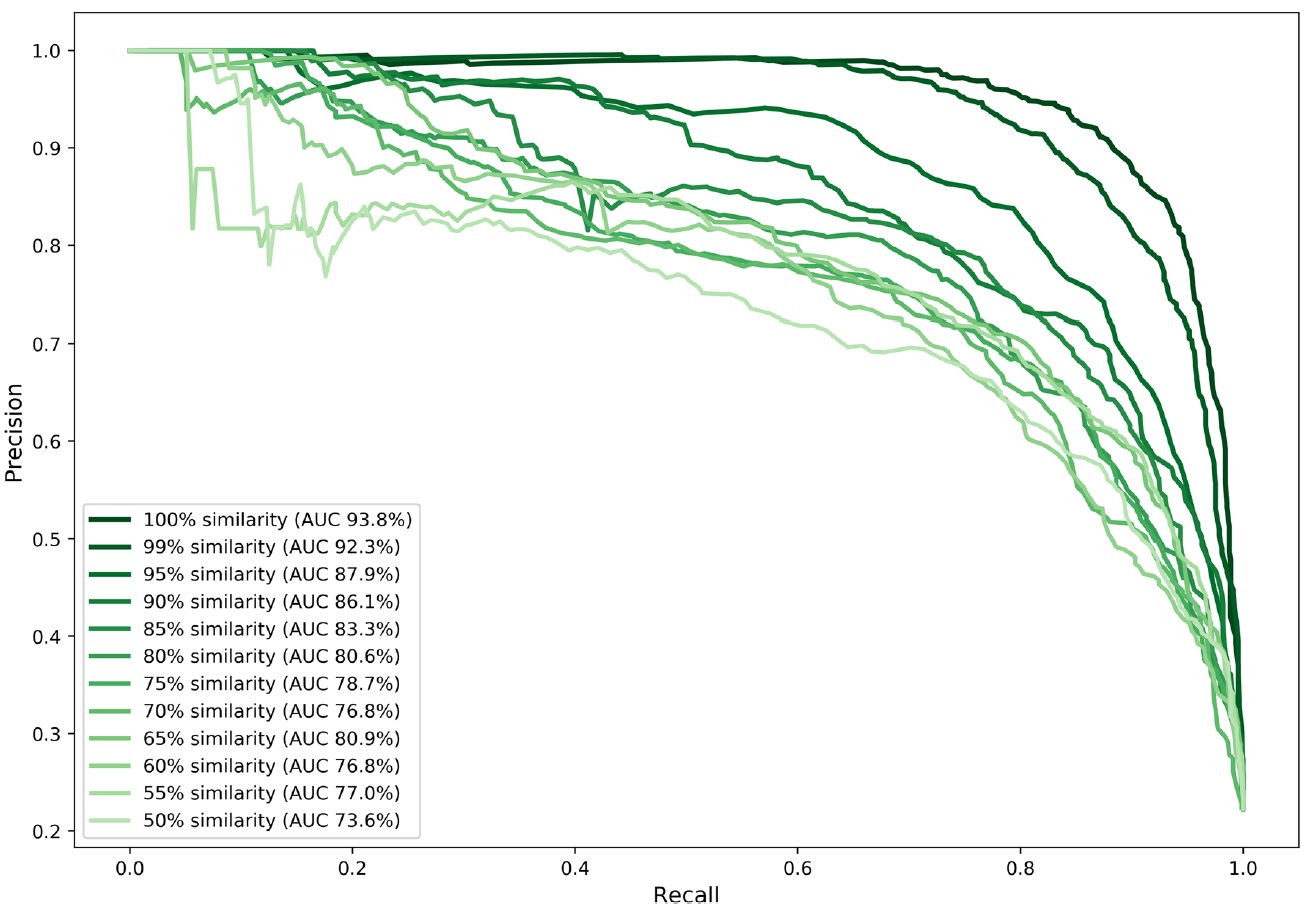 1.0
0.9
0.8
0.7
0.6
0.5
0.4
0.3
0.2
Precision
100% similarity (AUC 93.8%)
99% similarity (AUC 92.3%)
95% similarity (AUC 87.9%)
90% similarity (AUC 86.1%)
85% similarity (AUC 83.3%)
80% similarity (AUC 80.6%)
75% similarity (AUC 78.7%)
70% similarity (AUC 76.8%)
65% similarity (AUC 80.9%)
60% similarity (AUC 76.8%)
55% similarity (AUC 77.0%)
50% similarity (AUC 73.6%)
0.0 0.2 0.4 0.6 0.8 1.0
Recall